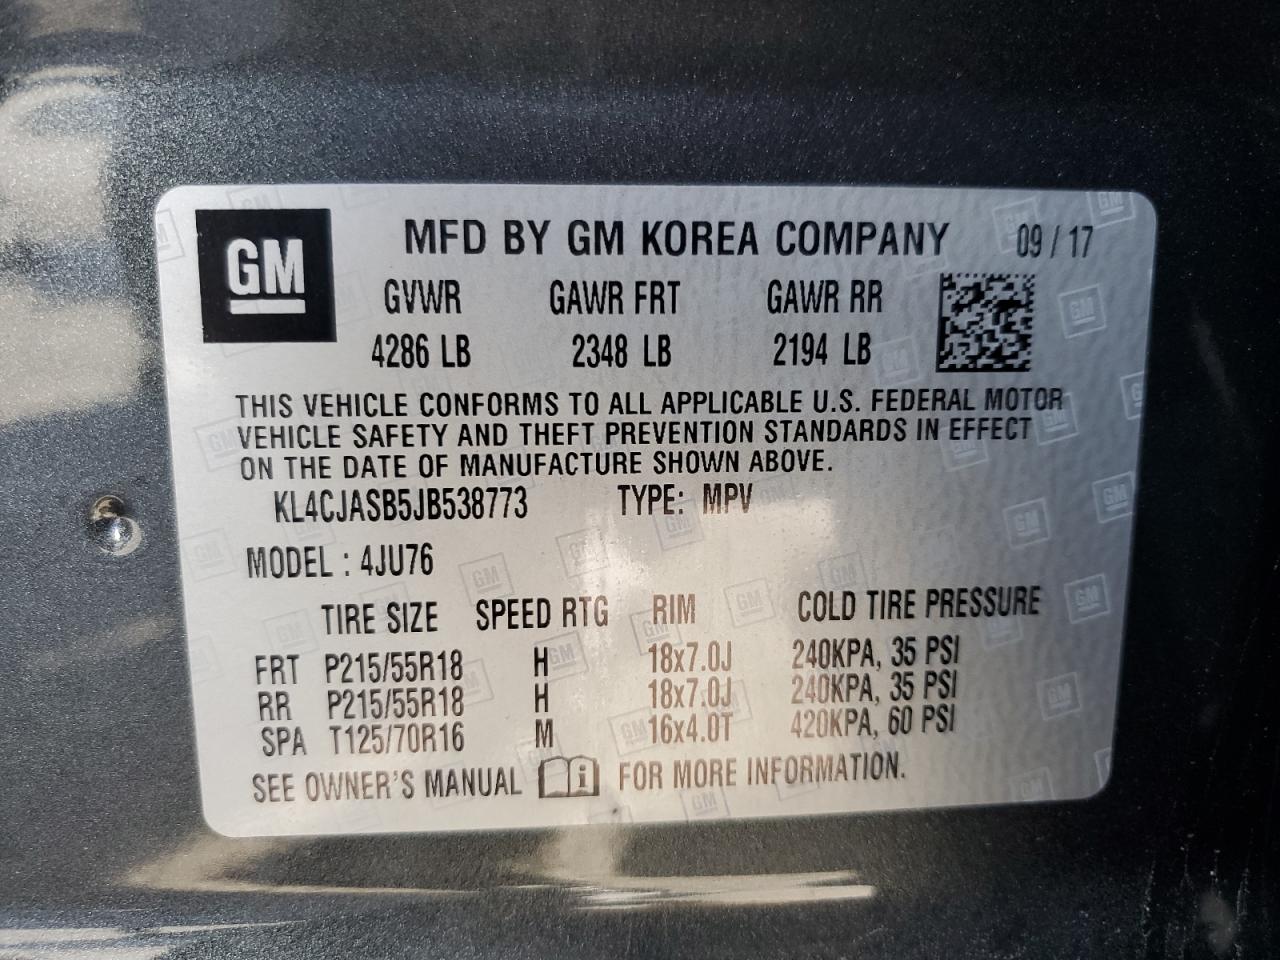 GM MFD BY GM KOREA COMPANY 09 / 17
GVWR GAWR FRT GAWR RR
4286 LB 2348 LB 2194 LB
THIS VEHICLE CONFORMS TO ALL APPLICABLE U.S. FEDERAL MOTOR
VEHICLE SAFETY AND THEFT PREVENTION STANDARDS IN EFFECT
ON THE DATE OF MANUFACTURE SHOWN ABOVE.
KL4CJASB5JB538773 TYPE: MPV
MODEL : 4JU76
TIRE SIZE SPEED RTG RIM COLD TIRE PRESSURE
FRT P215/55R18 H 18x7.0J 240KPA, 35 PSI
RR P215/55R18 H 18x7.0J 240KPA, 35 PSI
SPA T125/70R16 M 16x4.0T 420KPA, 60 PSI
SEE OWNER'S MANUAL i FOR MORE INFORMATION.